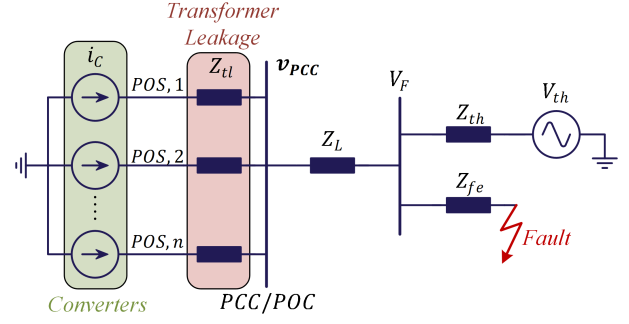 Transformer
Leakage
i_C
Z_tl
v_PCC
POS, 1
POS, 2
POS, n
Z_L
V_F
Z_th
V_th
Z_fe
Fault
PCC/POC
Converters